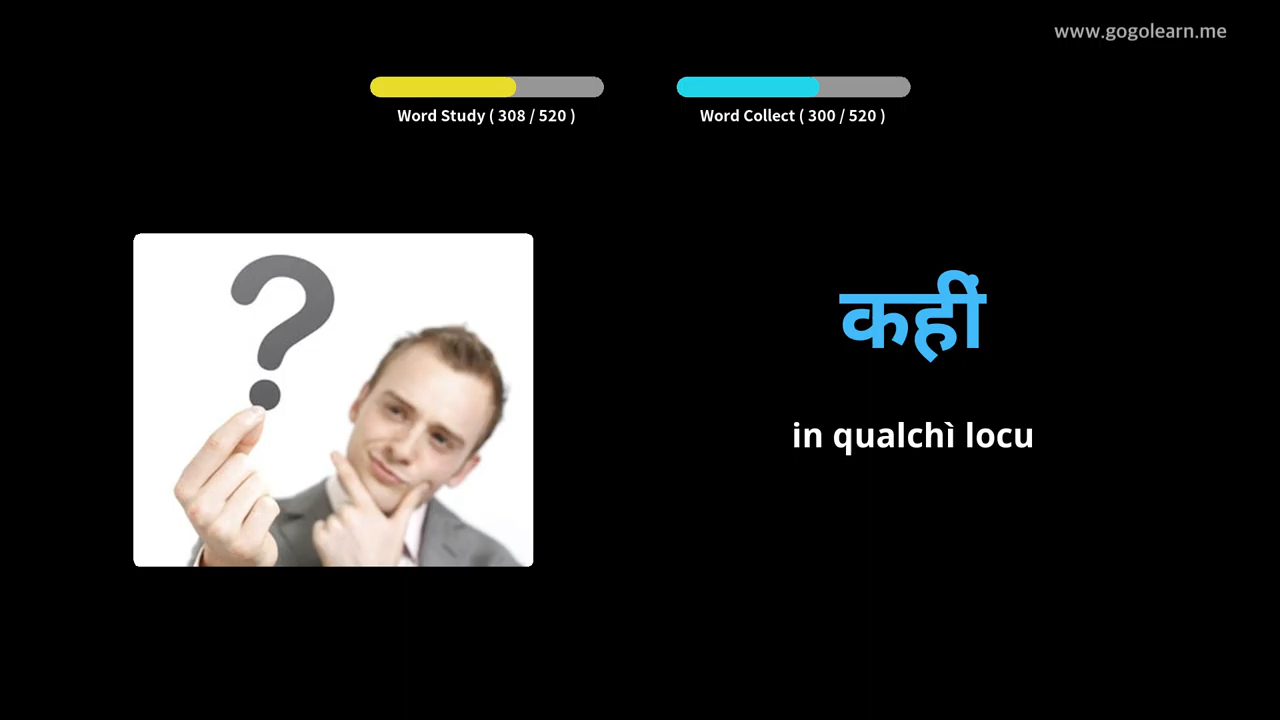 www.gogolearn.me
Word Study ( 308 / 520 )
Word Collect ( 300 / 520 )
कहीं
in qualchì locu